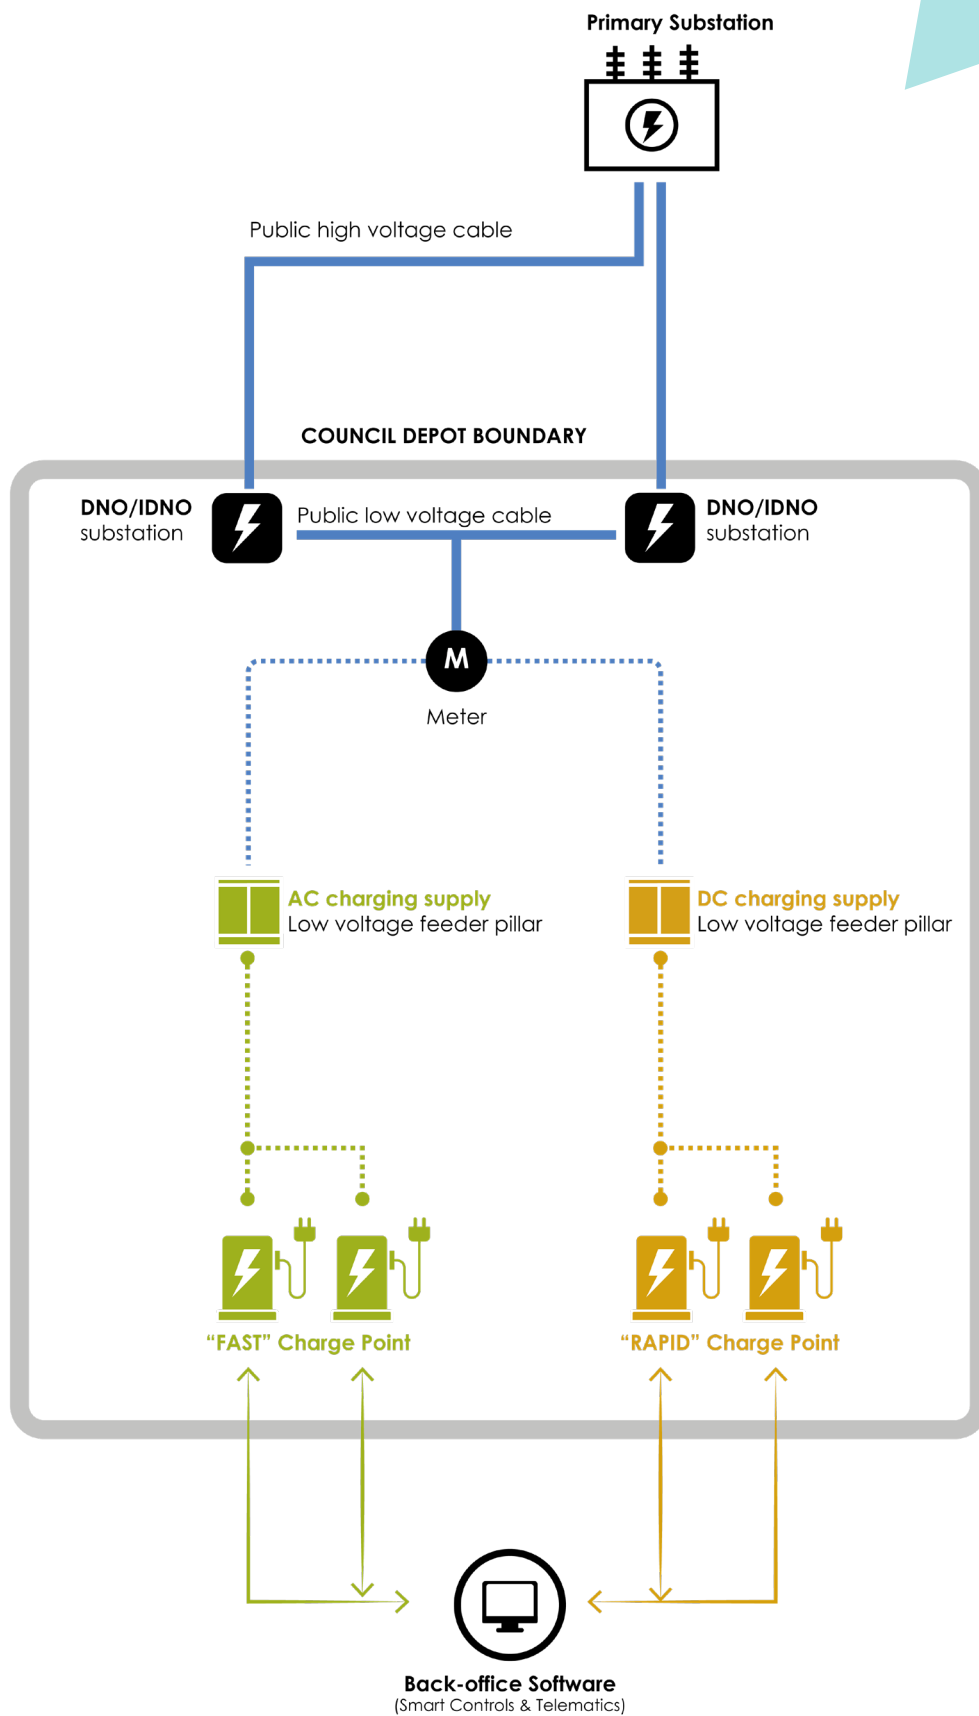 Primary Substation
Public high voltage cable
COUNCIL DEPOT BOUNDARY
DNO/IDNO
substation
Public low voltage cable
DNO/IDNO
substation
M
Meter
AC charging supply
Low voltage feeder pillar
DC charging supply
Low voltage feeder pillar
“FAST” Charge Point
“RAPID” Charge Point
Back-office Software
(Smart Controls & Telematics)